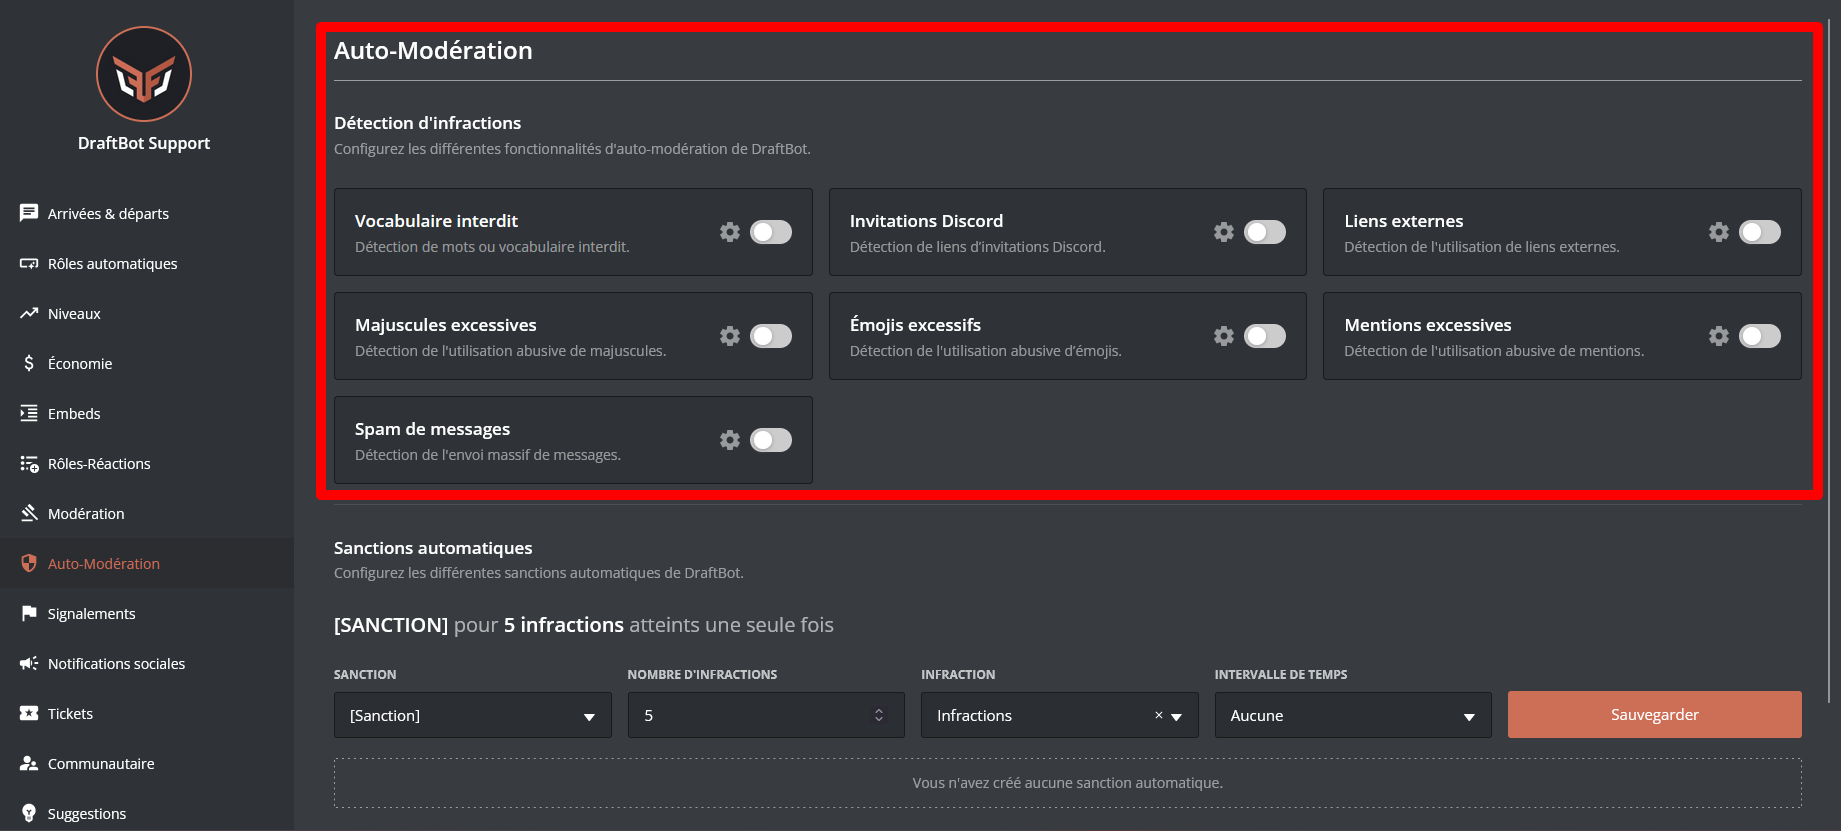 DraftBot Support
Arrivées & départs
Rôles automatiques
Niveaux
Économie
Embeds
Rôles-Réactions
Modération
Auto-Modération
Signalements
Notifications sociales
Tickets
Communautaire
Suggestions
Auto-Modération
Détection d'infractions
Configurez les différentes fonctionnalités d'auto-modération de DraftBot.
Vocabulaire interdit
Détection de mots ou vocabulaire interdit.
Invitations Discord
Détection de liens d’invitations Discord.
Liens externes
Détection de l'utilisation de liens externes.
Majuscules excessives
Détection de l'utilisation abusive de majuscules.
Émojis excessifs
Détection de l'utilisation abusive d’émojis.
Mentions excessives
Détection de l'utilisation abusive de mentions.
Spam de messages
Détection de l'envoi massif de messages.
Sanctions automatiques
Configurez les différentes sanctions automatiques de DraftBot.
[SANCTION] pour 5 infractions atteints une seule fois
SANCTION
[Sanction]
NOMBRE D'INFRACTIONS
5
INFRACTION
Infractions
INTERVALLE DE TEMPS
Aucune
Sauvegarder
Vous n'avez créé aucune sanction automatique.